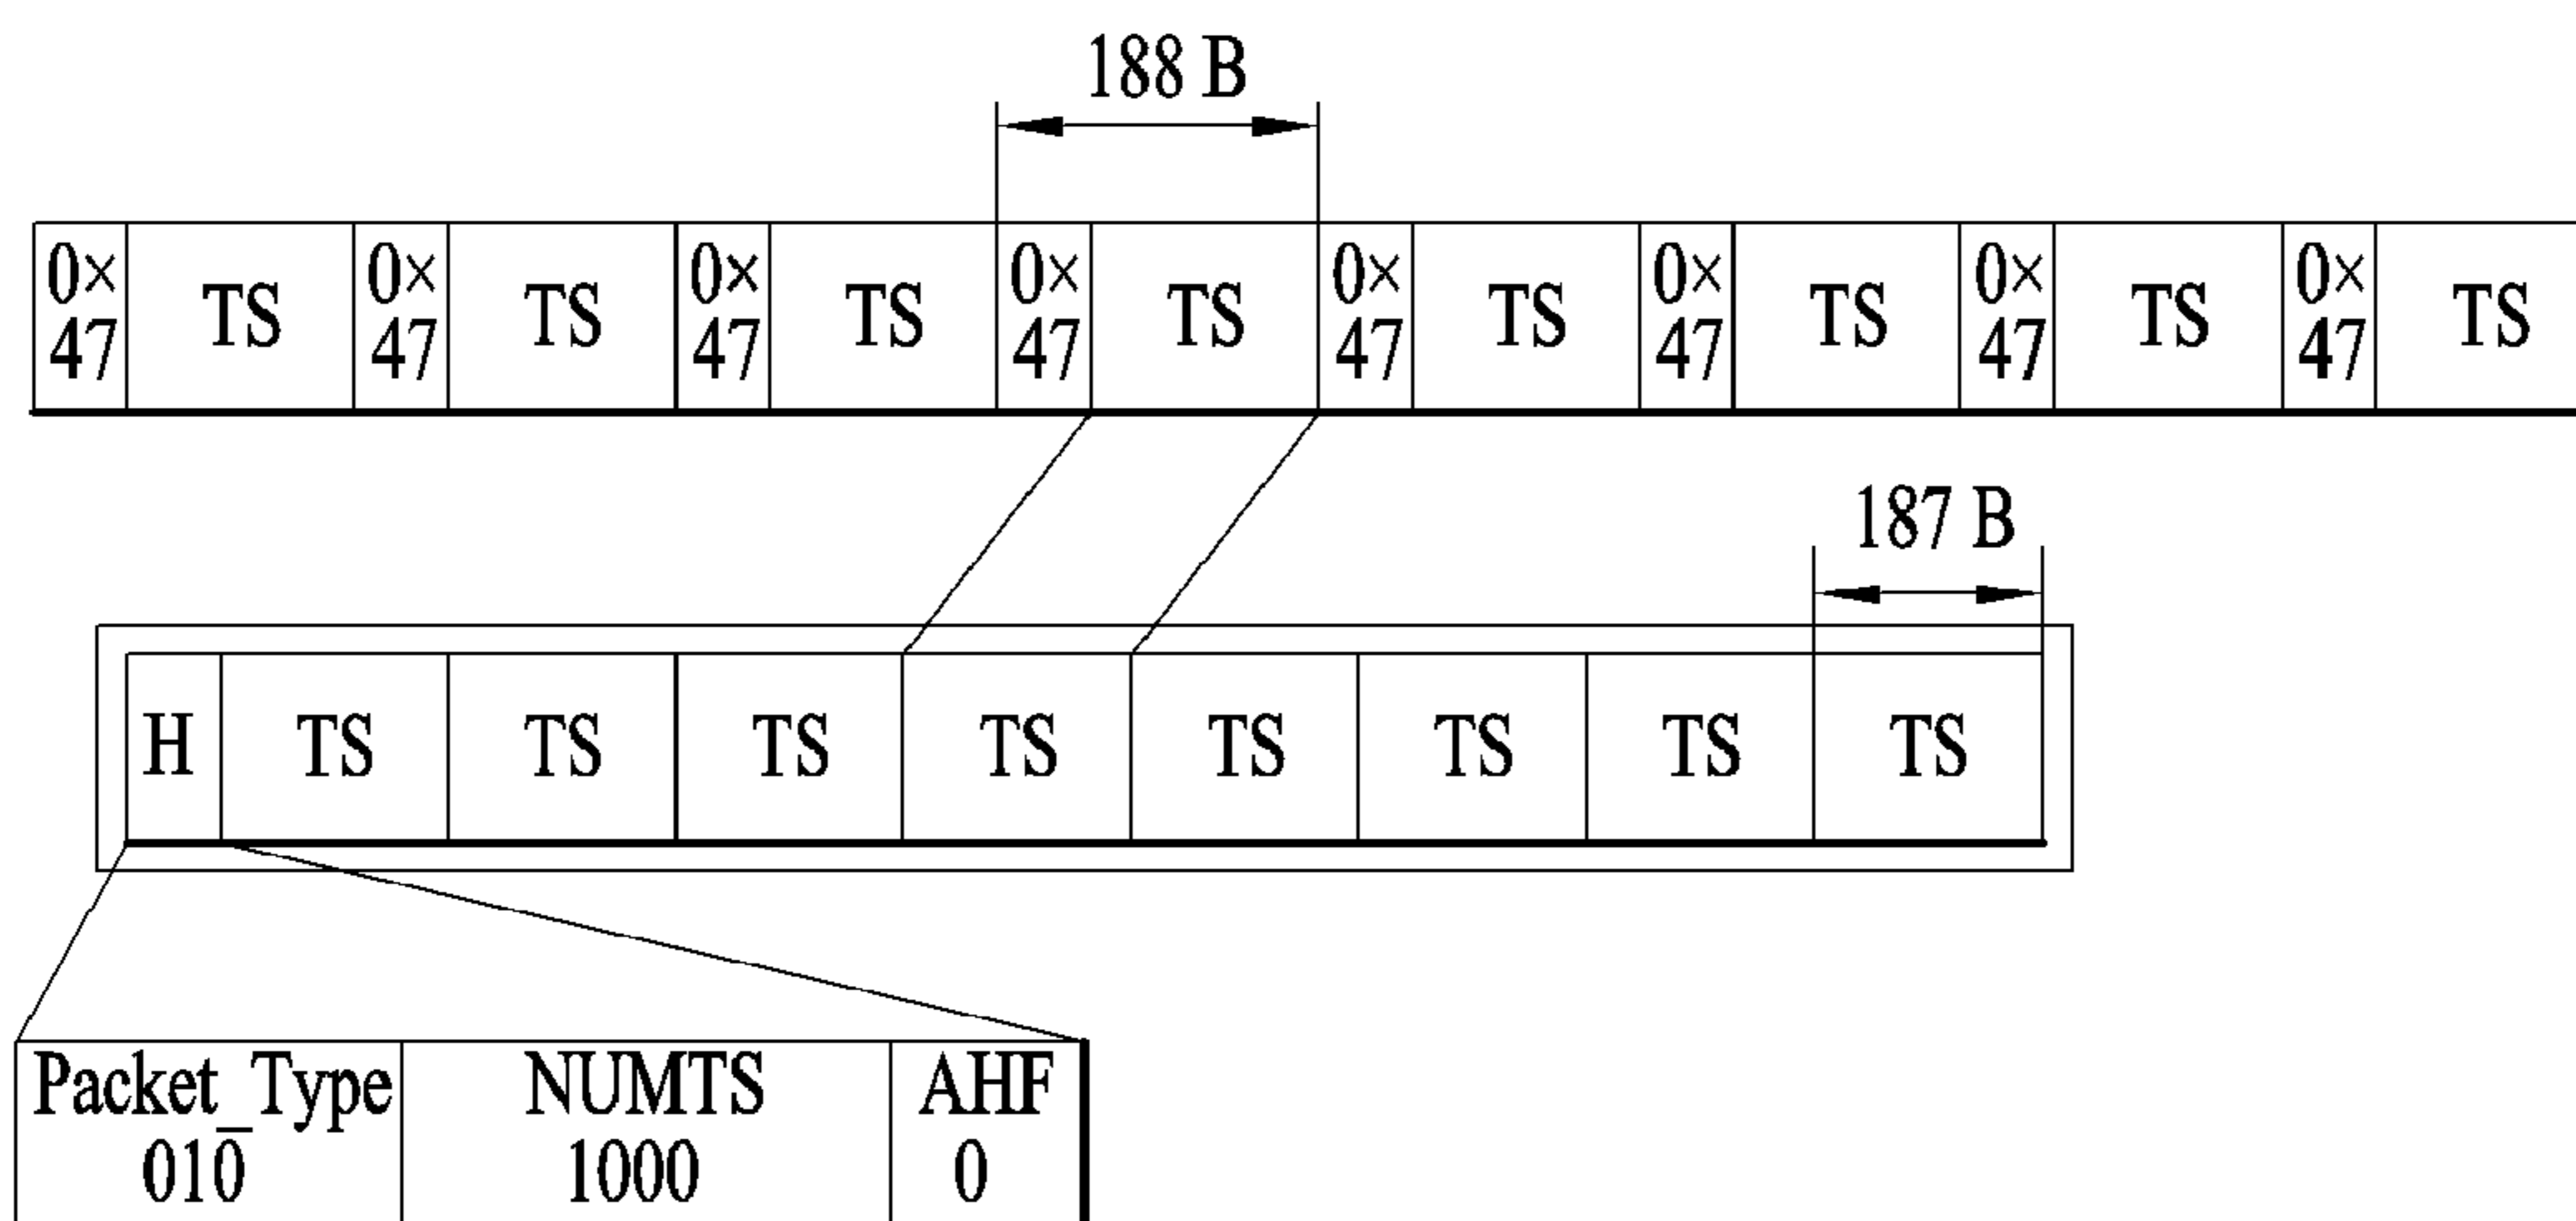 188 B
0× 47 TS 0× 47 TS 0× 47 TS 0× 47 TS 0× 47 TS 0× 47 TS 0× 47 TS 0× 47 TS
187 B
H TS TS TS TS TS TS TS TS
Packet_Type NUMTS AHF
010 1000 0